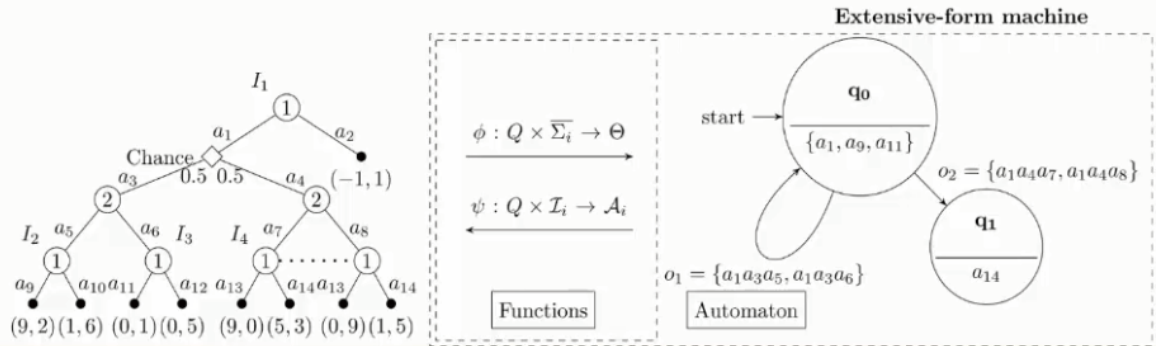 Extensive-form machine
I₁
1
a₁ a₂
Chance
0.5 0.5
a₃ a₄ (−1, 1)
2 2
I₂ a₅ a₆ I₃ I₄ a₇ a₈
1 1 1 1
a₉ a₁₀ a₁₁ a₁₂ a₁₃ a₁₄ a₁₃ a₁₄
(9, 2) (1, 6) (0, 1) (0, 5) (9, 0) (5, 3) (0, 9) (1, 5)
ϕ : Q × Σ̅ᵢ → Θ
ψ : Q × ℐᵢ → 𝒜ᵢ
Functions
start
q₀
{a₁, a₉, a₁₁}
o₂ = {a₁a₄a₇, a₁a₄a₈}
q₁
a₁₄
o₁ = {a₁a₃a₅, a₁a₃a₆}
Automaton